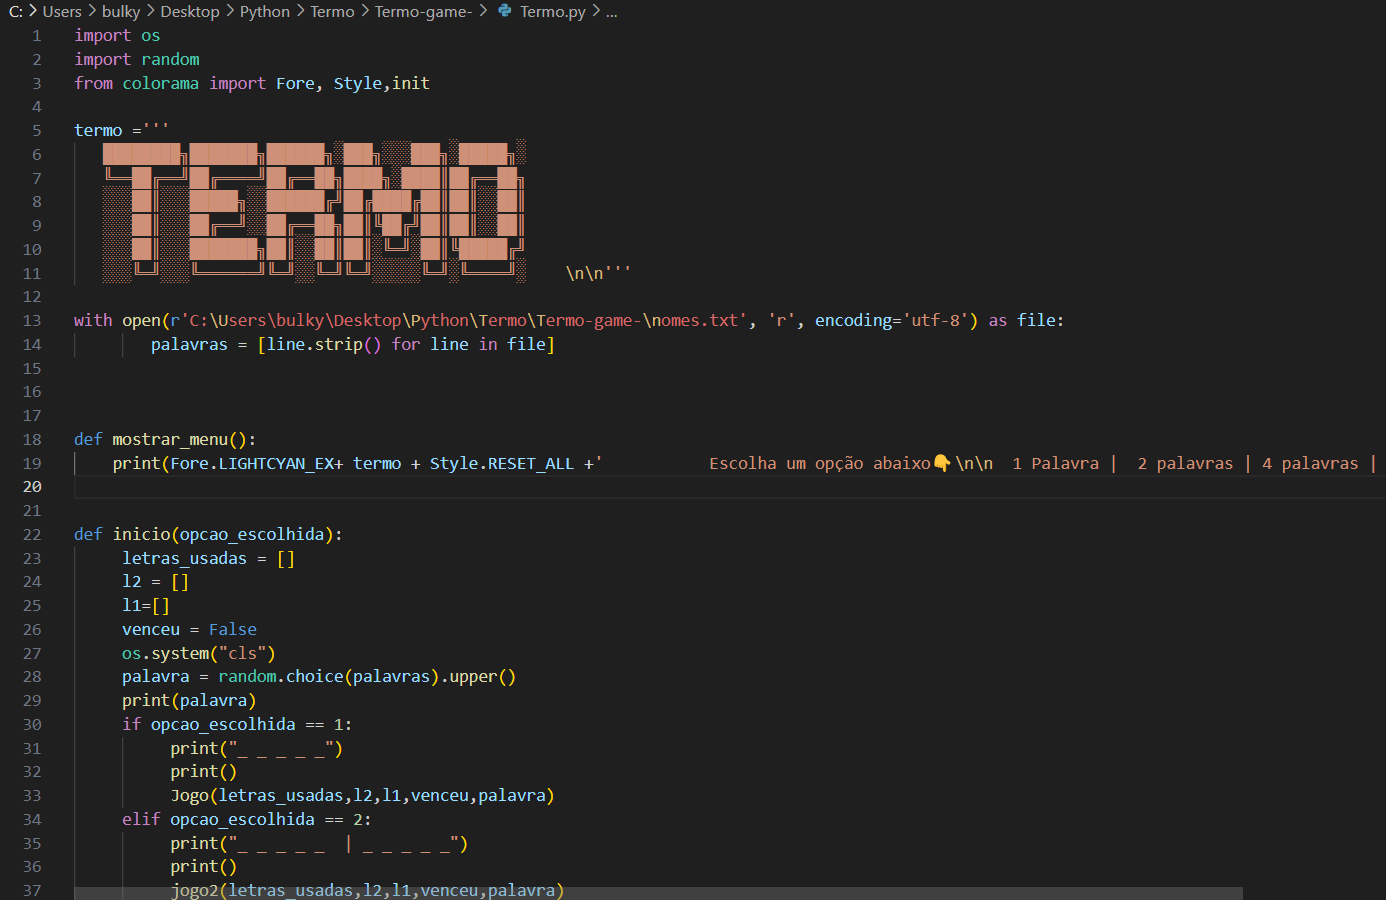 C: > Users > bulky > Desktop > Python > Termo > Termo-game- > Termo.py > ...
1 import os
2 import random
3 from colorama import Fore, Style,init
4
5 termo ='''
6 ████████╗███████╗██████╗░███╗░░░███╗░█████╗░
7 ╚══██╔══╝██╔════╝██╔══██╗████╗░████║██╔══██╗
8 ░░░██║░░░█████╗░░██████╔╝██╔████╔██║██║░░██║
9 ░░░██║░░░██╔══╝░░██╔══██╗██║╚██╔╝██║██║░░██║
10 ░░░██║░░░███████╗██║░░██║██║░╚═╝░██║╚█████╔╝
11 ░░░╚═╝░░░╚══════╝╚═╝░░╚═╝╚═╝░░░░░╚═╝░╚════╝░ \n\n'''
12
13 with open(r'C:\Users\bulky\Desktop\Python\Termo\Termo-game-\nomes.txt', 'r', encoding='utf-8') as file:
14 palavras = [line.strip() for line in file]
15
16
17
18 def mostrar_menu():
19 print(Fore.LIGHTCYAN_EX+ termo + Style.RESET_ALL +' Escolha um opção abaixo👇\n\n 1 Palavra | 2 palavras | 4 palavras |
20
21
22 def inicio(opcao_escolhida):
23 letras_usadas = []
24 l2 = []
25 l1=[]
26 venceu = False
27 os.system("cls")
28 palavra = random.choice(palavras).upper()
29 print(palavra)
30 if opcao_escolhida == 1:
31 print("_ _ _ _ _")
32 print()
33 Jogo(letras_usadas,l2,l1,venceu,palavra)
34 elif opcao_escolhida == 2:
35 print("_ _ _ _ _  | _ _ _ _ _")
36 print()
37 jogo2(letras_usadas,l2,l1,venceu,palavra)